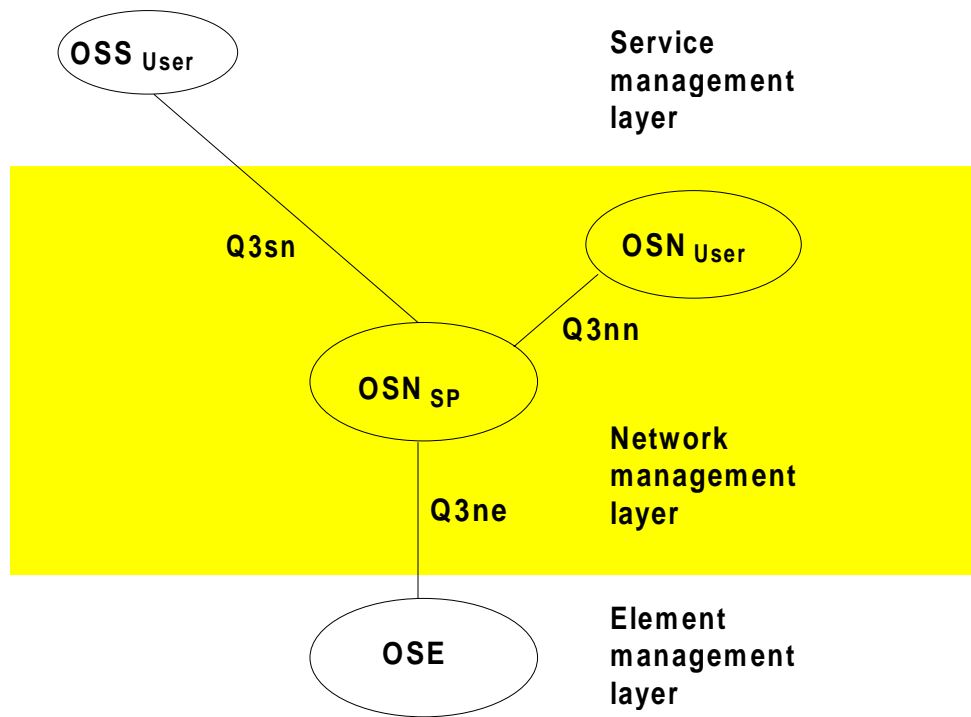 OSS User
Service
management
layer
Q3sn
OSN User
Q3nn
OSN SP
Network
management
layer
Q3ne
OSE
Element
management
layer